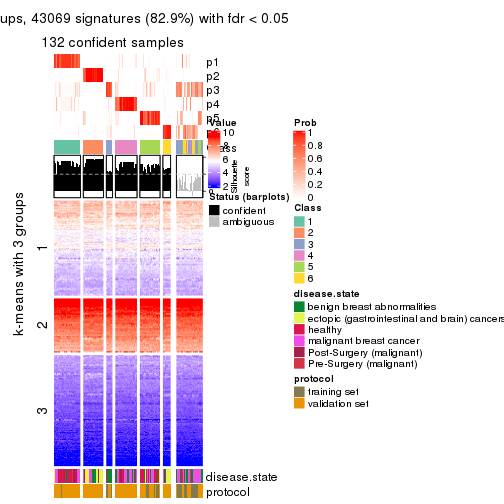 ups, 43069 signatures (82.9%) with fdr < 0.05
132 confident samples
p1
p2
p3
p4
p5
p6
Class
k-means with 3 groups
1
2
3
disease.state
protocol
Value
10
8
6
4
2
0
Silhouette
score
Status (barplots)
confident
ambiguous
Prob
1
0.8
0.6
0.4
0.2
0
Class
1
2
3
4
5
6
disease.state
benign breast abnormalities
ectopic (gastrointestinal and brain) cancers
healthy
malignant breast cancer
Post-Surgery (malignant)
Pre-Surgery (malignant)
protocol
training set
validation set